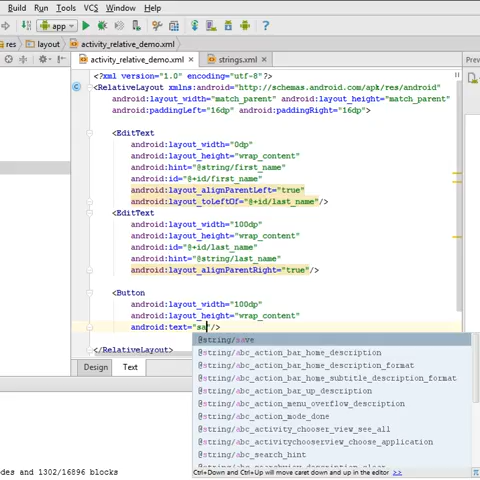 Build Run Tools VCS Window Help
app
res layout activity_relative_demo.xml
activity_relative_demo.xml × strings.xml ×
Prev
<?xml version="1.0" encoding="utf-8"?>
<RelativeLayout xmlns:android="http://schemas.android.com/apk/res/android"
android:layout_width="match_parent" android:layout_height="match_parent"
android:paddingLeft="16dp" android:paddingRight="16dp">
<EditText
android:layout_width="0dp"
android:layout_height="wrap_content"
android:hint="@string/first_name"
android:id="@+id/first_name"
android:layout_alignParentLeft="true"
android:layout_toLeftOf="@+id/last_name"/>
<EditText
android:layout_width="100dp"
android:layout_height="wrap_content"
android:id="@+id/last_name"
android:hint="@string/last_name"
android:layout_alignParentRight="true"/>
<Button
android:layout_width="100dp"
android:layout_height="wrap_content"
android:text="sa"/>
@string/save
@string/abc_action_bar_home_description
@string/abc_action_bar_home_description_format
@string/abc_action_bar_home_subtitle_description_format
@string/abc_action_bar_up_description
@string/abc_action_menu_overflow_description
@string/abc_action_mode_done
@string/abc_activity_chooser_view_see_all
@string/abc_activitychooserview_choose_application
@string/abc_search_hint
@string/abc_searchview_description_clear
Ctrl+Down and Ctrl+Up will move caret down and up in the editor >>
</RelativeLayout>
Design Text
des and 1302/16896 blocks